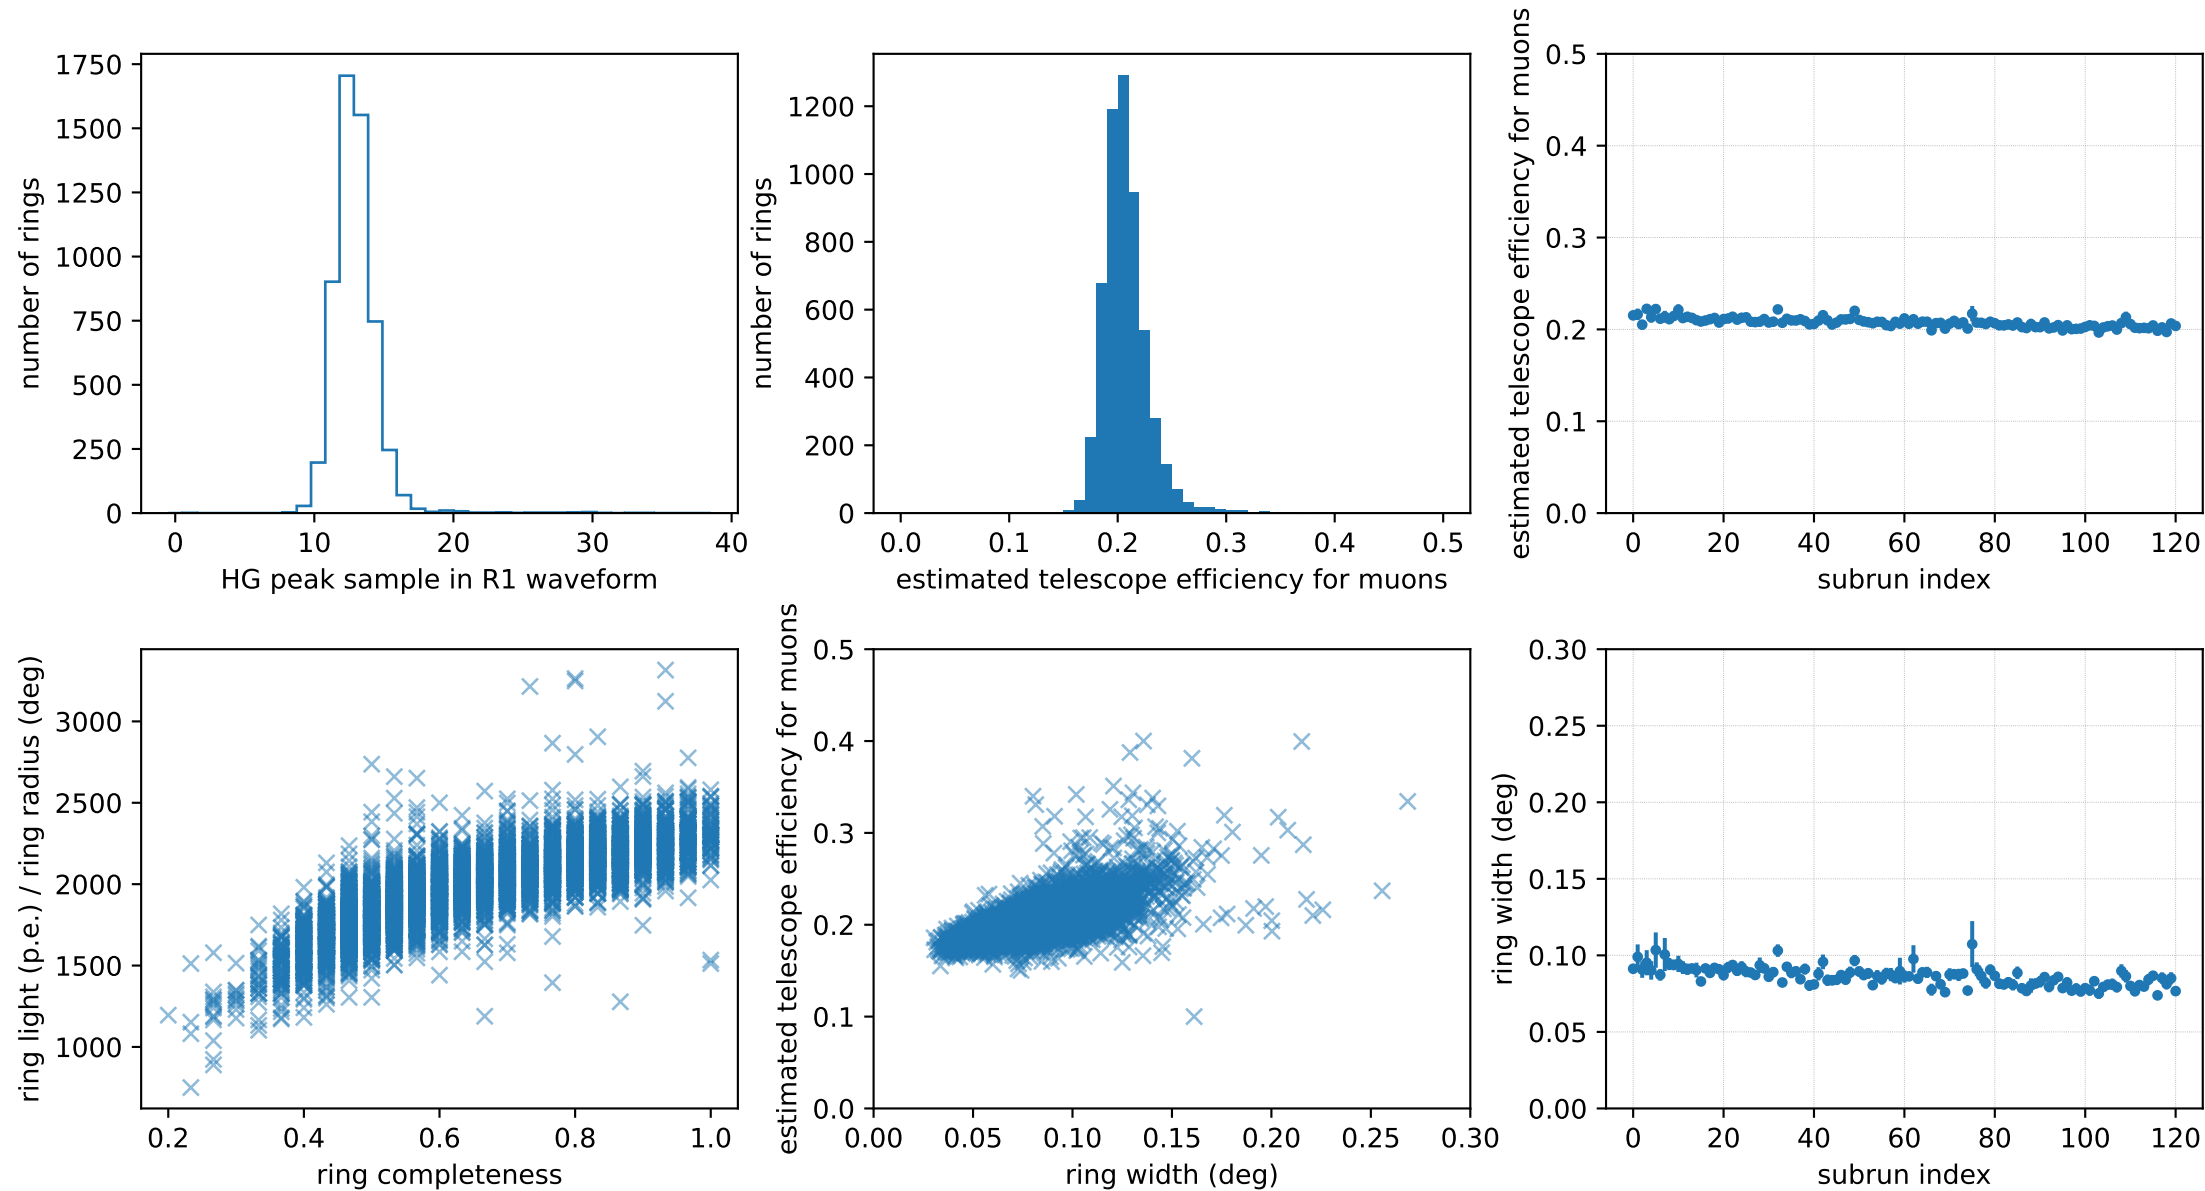 number of rings
1750
1500
1250
1000
750
500
250
0
0 10 20 30 40
HG peak sample in R1 waveform
number of rings
1200
1000
800
600
400
200
0
0.0 0.1 0.2 0.3 0.4 0.5
estimated telescope efficiency for muons
estimated telescope efficiency for muons
0.5
0.4
0.3
0.2
0.1
0.0
0 20 40 60 80 100 120
subrun index
ring light (p.e.) / ring radius (deg)
3000
2500
2000
1500
1000
0.2 0.4 0.6 0.8 1.0
ring completeness
estimated telescope efficiency for muons
0.5
0.4
0.3
0.2
0.1
0.0
0.00 0.05 0.10 0.15 0.20 0.25 0.30
ring width (deg)
ring width (deg)
0.30
0.25
0.20
0.15
0.10
0.05
0.00
0 20 40 60 80 100 120
subrun index